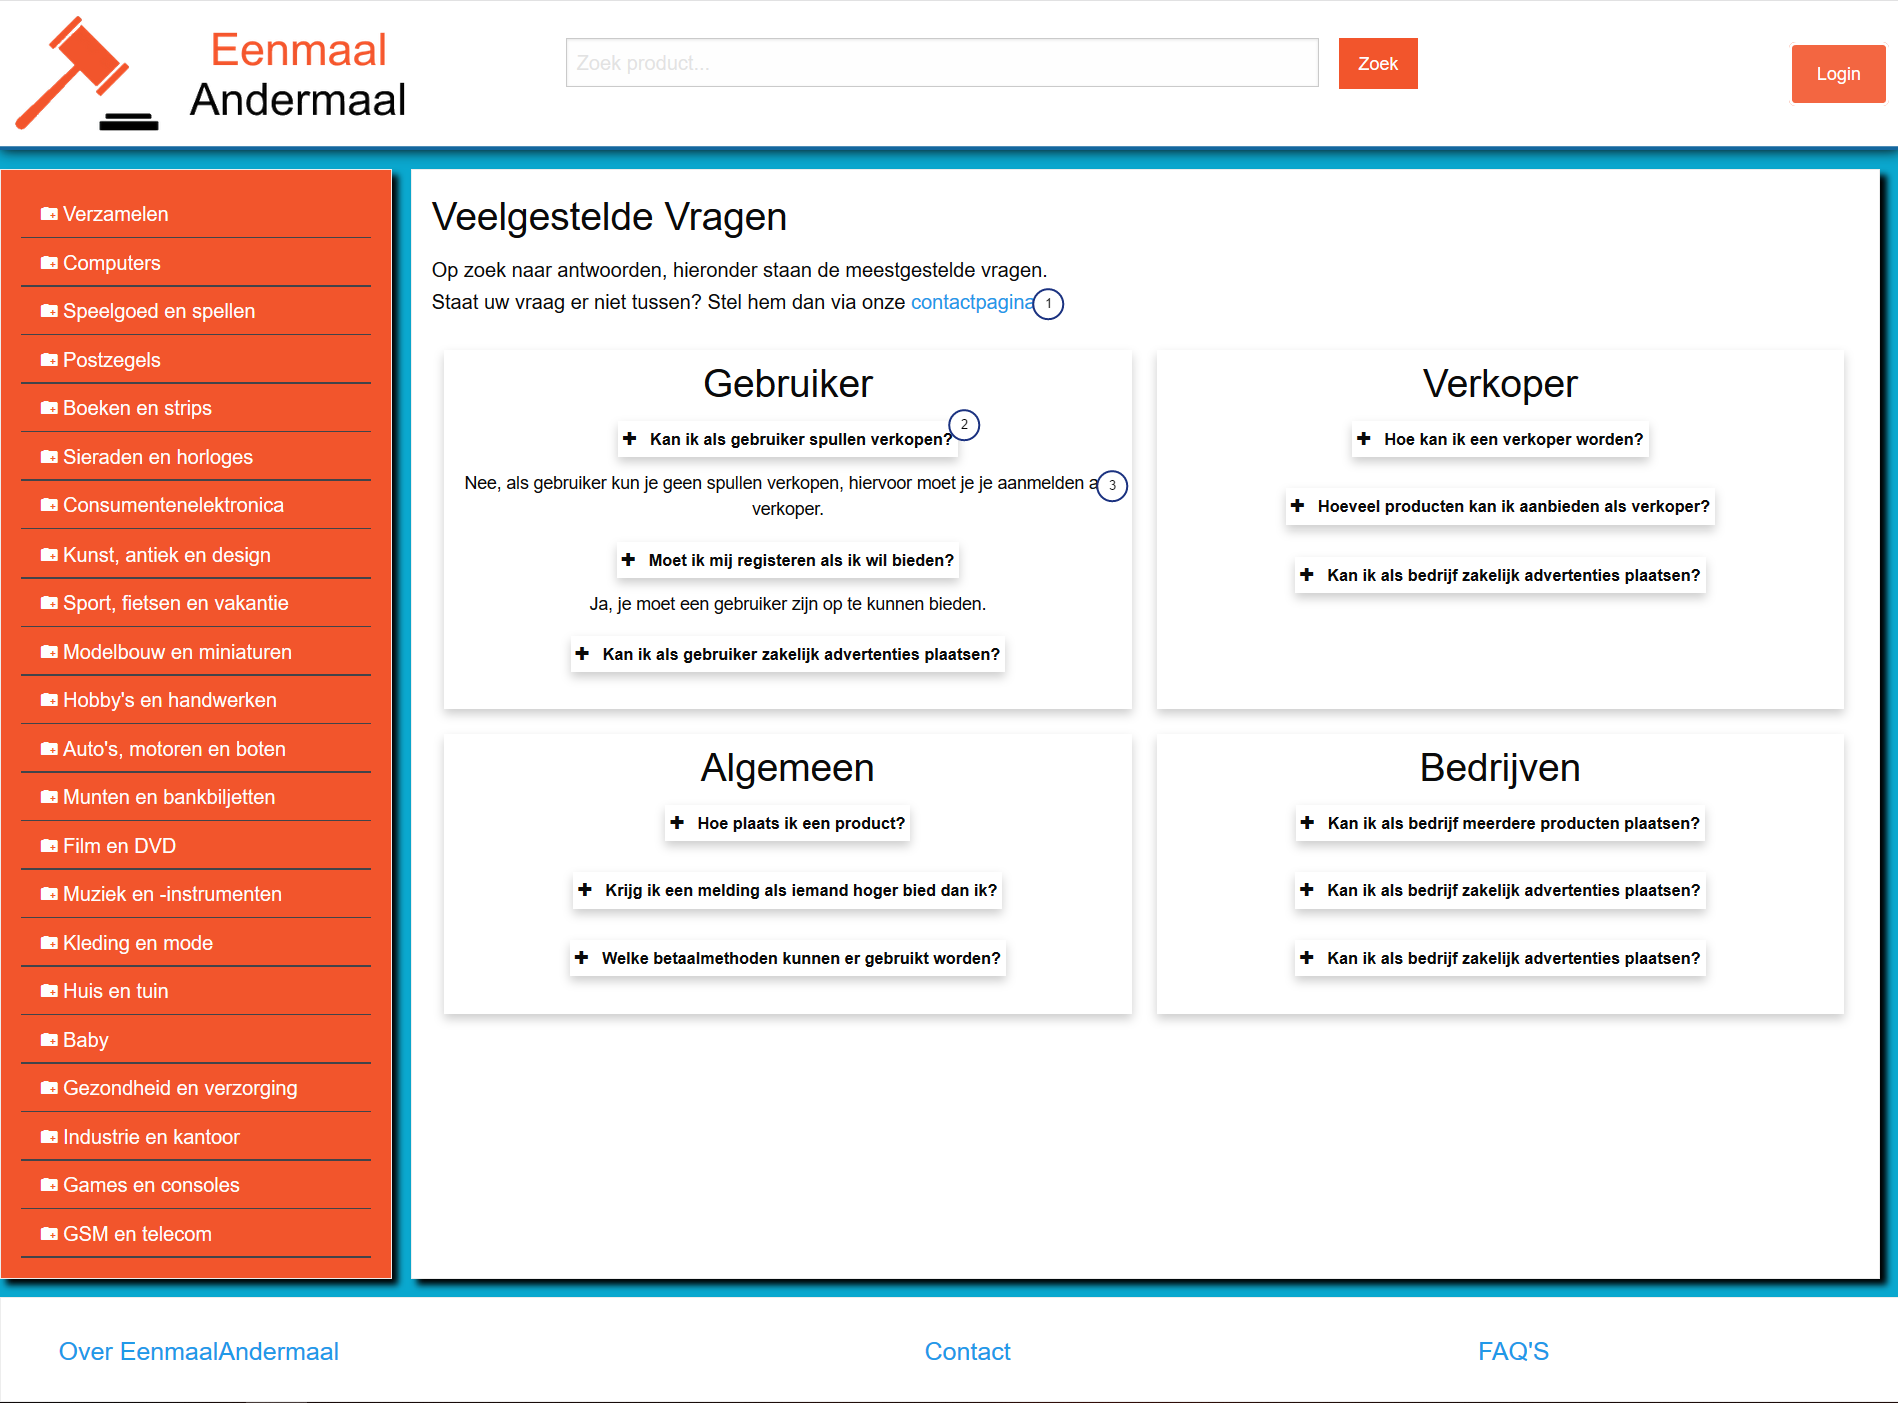 Eenmaal
Andermaal
Zoek product...
Zoek
Login
Verzamelen
Computers
Speelgoed en spellen
Postzegels
Boeken en strips
Sieraden en horloges
Consumentenelektronica
Kunst, antiek en design
Sport, fietsen en vakantie
Modelbouw en miniaturen
Hobby's en handwerken
Auto's, motoren en boten
Munten en bankbiljetten
Film en DVD
Muziek en -instrumenten
Kleding en mode
Huis en tuin
Baby
Gezondheid en verzorging
Industrie en kantoor
Games en consoles
GSM en telecom
Veelgestelde Vragen
Op zoek naar antwoorden, hieronder staan de meestgestelde vragen.
Staat uw vraag er niet tussen? Stel hem dan via onze contactpagina 1
Gebruiker
Kan ik als gebruiker spullen verkopen? 2
Nee, als gebruiker kun je geen spullen verkopen, hiervoor moet je je aanmelden 3
verkoper.
Moet ik mij registeren als ik wil bieden?
Ja, je moet een gebruiker zijn op te kunnen bieden.
Kan ik als gebruiker zakelijk advertenties plaatsen?
Verkoper
Hoe kan ik een verkoper worden?
Hoeveel producten kan ik aanbieden als verkoper?
Kan ik als bedrijf zakelijk advertenties plaatsen?
Algemeen
Hoe plaats ik een product?
Krijg ik een melding als iemand hoger bied dan ik?
Welke betaalmethoden kunnen er gebruikt worden?
Bedrijven
Kan ik als bedrijf meerdere producten plaatsen?
Kan ik als bedrijf zakelijk advertenties plaatsen?
Kan ik als bedrijf zakelijk advertenties plaatsen?
Over EenmaalAndermaal
Contact
FAQ'S